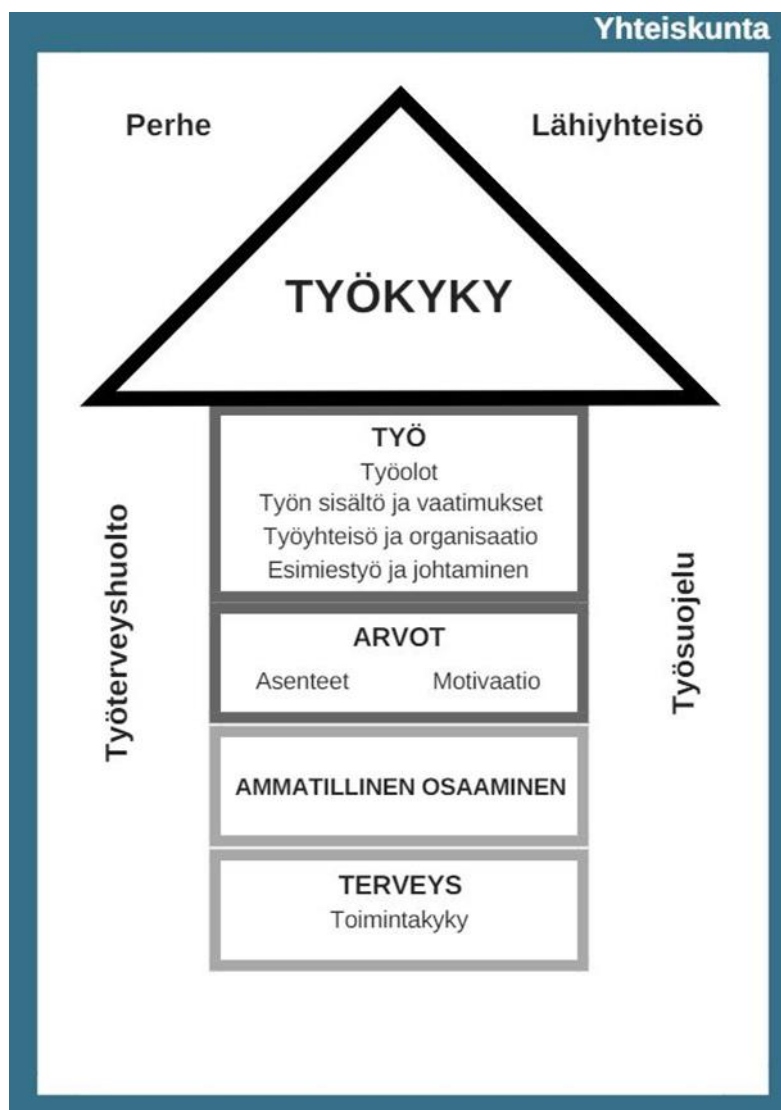 Yhteiskunta
Perhe
Lähiyhteisö
TYÖKYKY
TYÖ
Työolot
Työn sisältö ja vaatimukset
Työyhteisö ja organisaatio
Esimiestyö ja johtaminen
Työterveyshuolto
Työsuojelu
ARVOT
Asenteet Motivaatio
AMMATILLINEN OSAAMINEN
TERVEYS
Toimintakyky